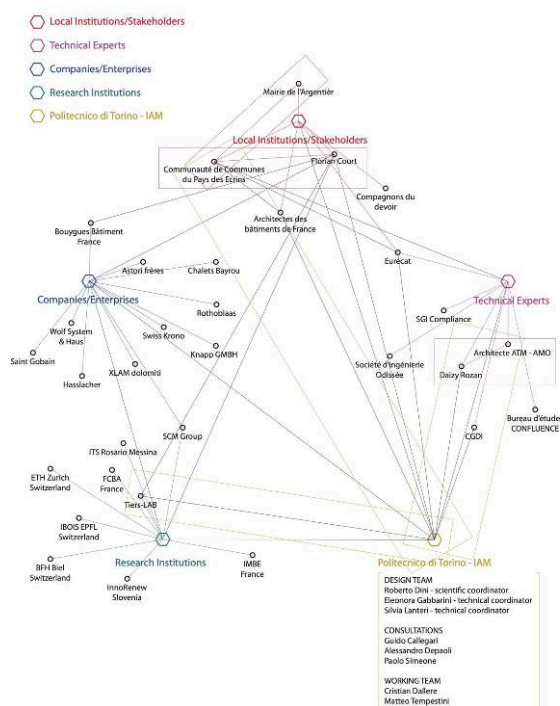 Local Institutions/Stakeholders
Technical Experts
Companies/Enterprises
Research Institutions
Politecnico di Torino - IAM
Mairie de l'Argentièr
Local Institutions/Stakeholders
Florian Court
Communauté de Communes
du Pays des Ecrins
Compagnons du
devoir
Architectes des
bâtiments de France
Bouygues Bâtiment
France
Eurécat
Astori frères
Chalets Bayrou
Companies/Enterprises
Technical Experts
Rothoblaas
SGI Compliance
Wolf System
& Haus
Swiss Krono
Architecte ATM - AMO
Saint Gobain
Knapp GMBH
XLAM dolomiti
Société d'ingénierie
Odissée
Daizy Rozan
Hasslacher
Bureau d'étude
CONFLUENCE
SCM Group
CGDI
ITS Rosario Messina
ETH Zurich
Switzerland
FCBA
France
Tiers-LAB
IBOIS EPFL
Switzerland
BFH Biel
Switzerland
Research Institutions
IMBE
France
InnoRenew
Slovenia
Politecnico di Torino - IAM
DESIGN TEAM
Roberto Dini - scientific coordinator
Eleonora Gabbarini - technical coordinator
Silvia Lanteri - technical coordinator
CONSULTATIONS
Guido Callegari
Alessandro Depaoli
Paolo Simeone
WORKING TEAM
Cristian Dallere
Matteo Tempestini